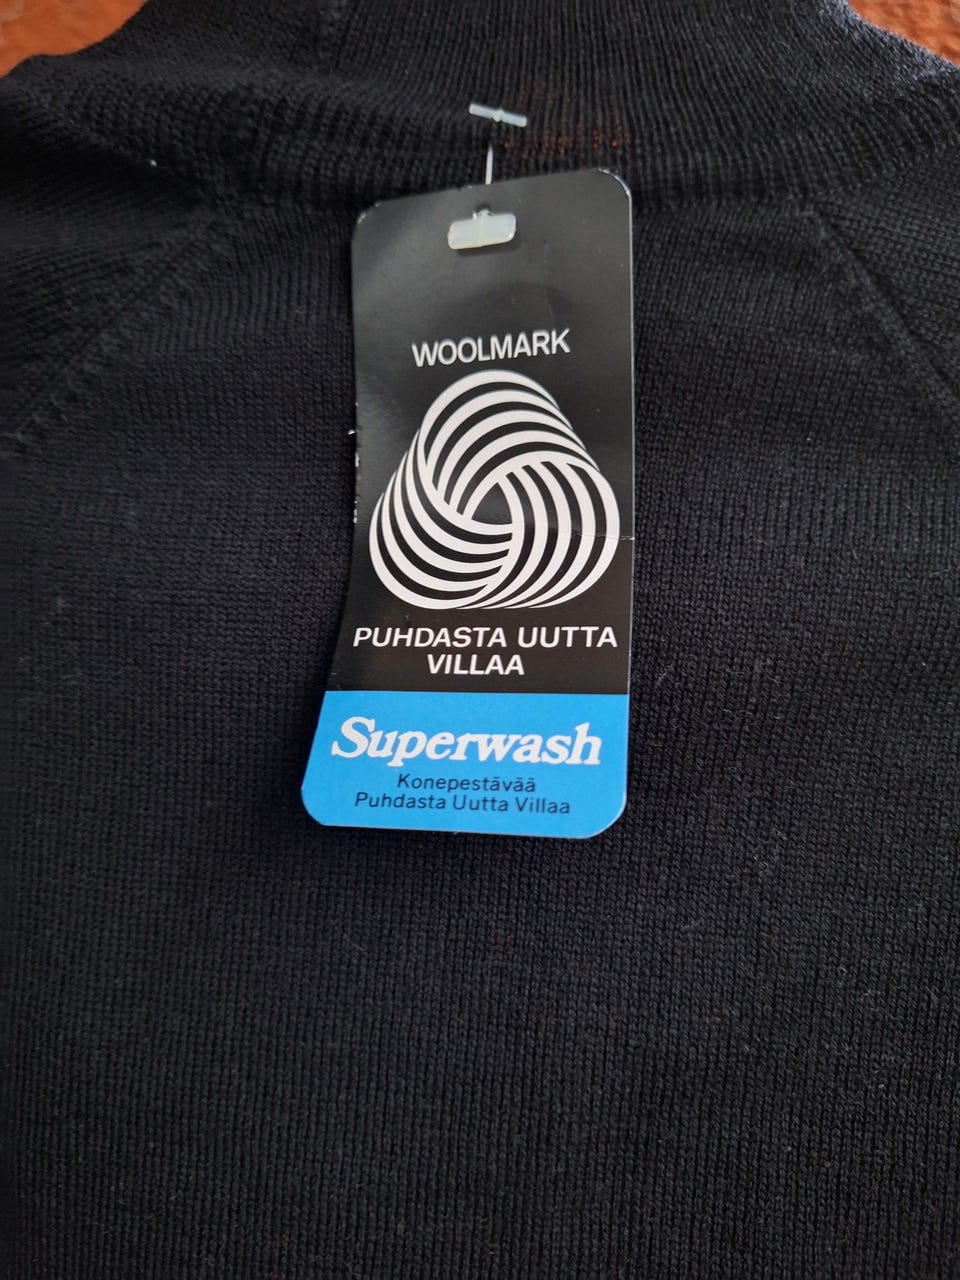 WOOLMARK
PUHDASTA UUTTA
VILLAA
Superwash
Konepestävää
Puhdasta Uutta Villaa